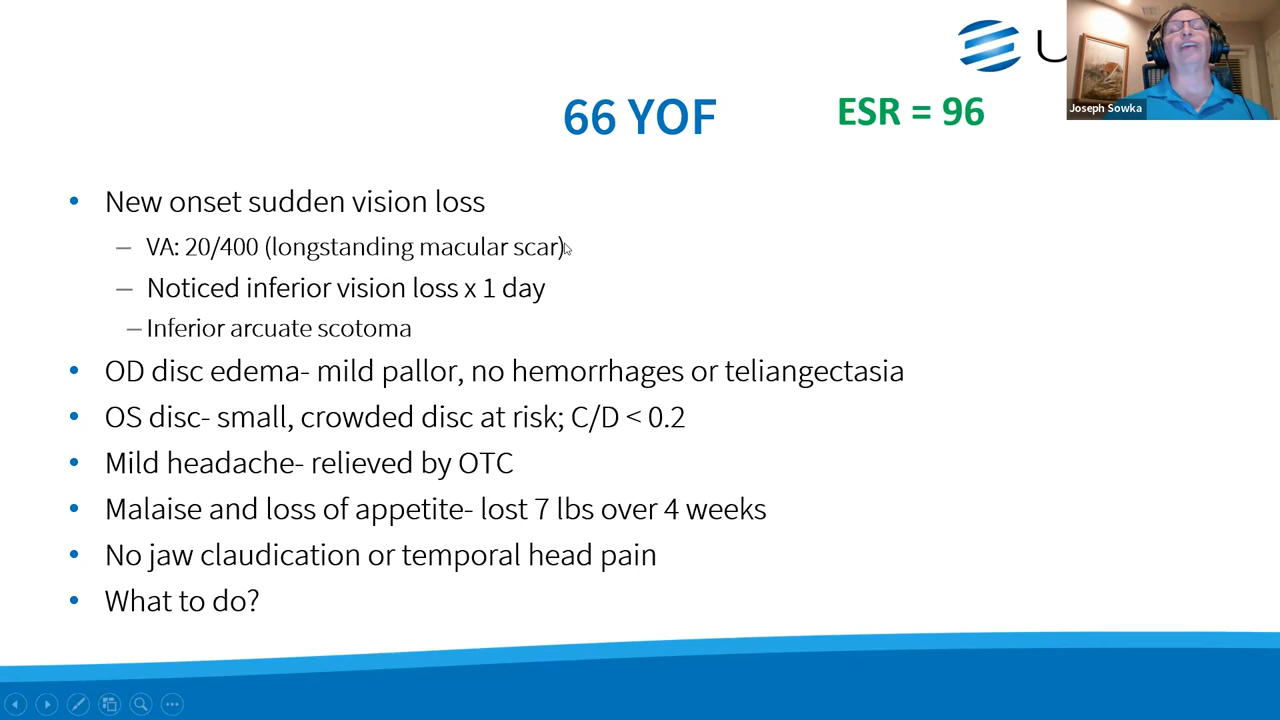 U
Joseph Sowka
66 YOF
ESR = 96
• New onset sudden vision loss
– VA: 20/400 (longstanding macular scar)
– Noticed inferior vision loss x 1 day
– Inferior arcuate scotoma
• OD disc edema- mild pallor, no hemorrhages or teliangectasia
• OS disc- small, crowded disc at risk; C/D < 0.2
• Mild headache- relieved by OTC
• Malaise and loss of appetite- lost 7 lbs over 4 weeks
• No jaw claudication or temporal head pain
• What to do?